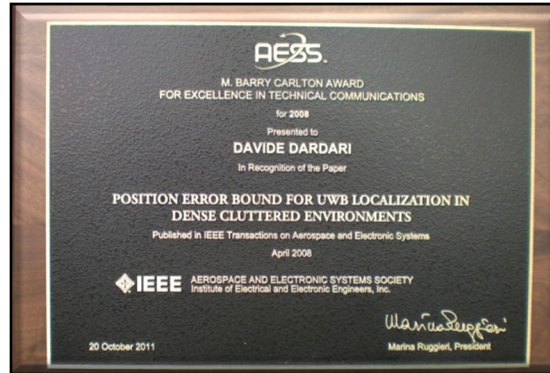 AESS
M. BARRY CARLTON AWARD
FOR EXCELLENCE IN TECHNICAL COMMUNICATIONS
for 2008
Presented to
DAVIDE DARDARI
In Recognition of the Paper
POSITION ERROR BOUND FOR UWB LOCALIZATION IN
DENSE CLUTTERED ENVIRONMENTS
Published in IEEE Transactions on Aerospace and Electronic Systems
April 2008
IEEE AEROSPACE AND ELECTRONIC SYSTEMS SOCIETY
Institute of Electrical and Electronic Engineers, Inc.
Marina Ruggieri
20 October 2011 Marina Ruggieri, President